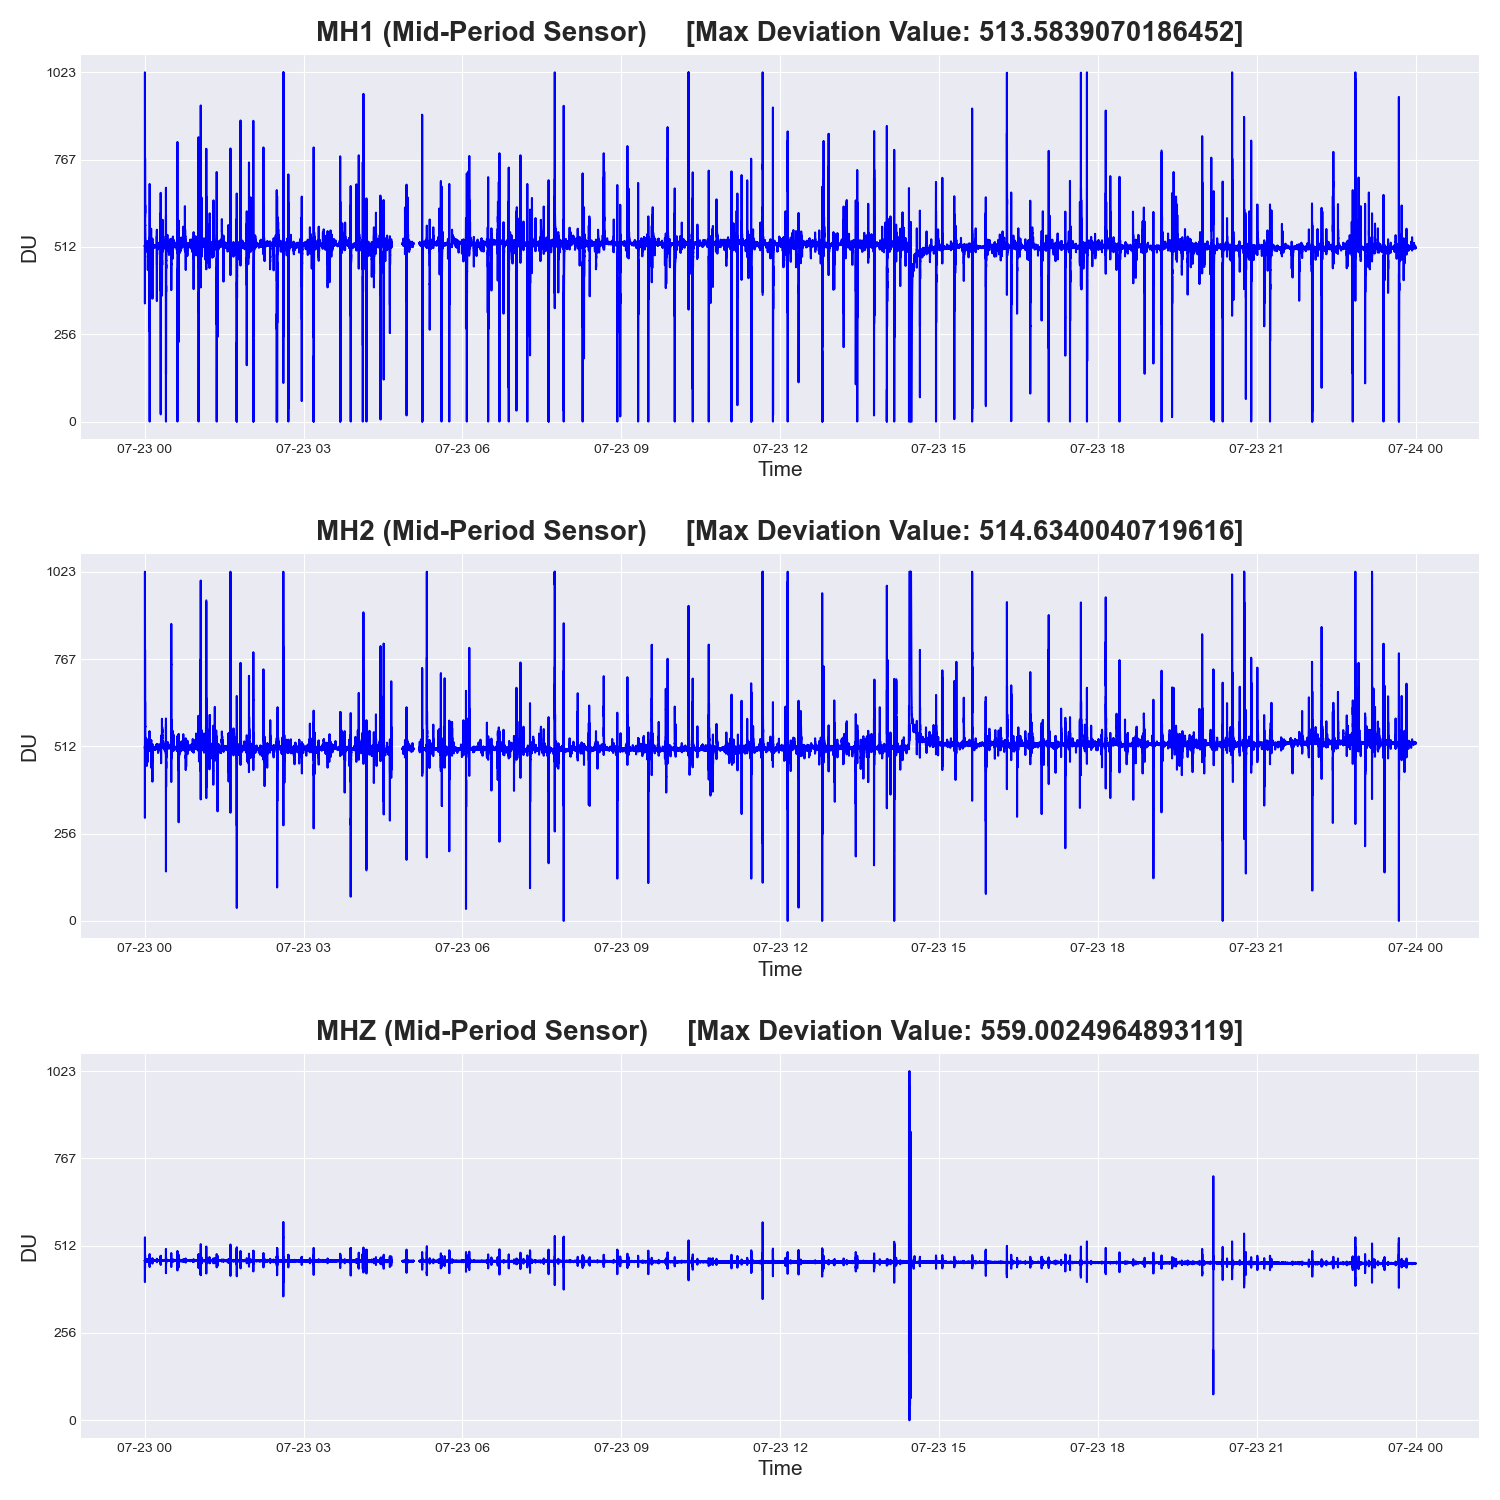 MH1 (Mid-Period Sensor) [Max Deviation Value: 513.5839070186452]
1023
767
512
256
0
DU
07-23 00 07-23 03 07-23 06 07-23 09 07-23 12 07-23 15 07-23 18 07-23 21 07-24 00
Time
MH2 (Mid-Period Sensor) [Max Deviation Value: 514.6340040719616]
1023
767
512
256
0
DU
07-23 00 07-23 03 07-23 06 07-23 09 07-23 12 07-23 15 07-23 18 07-23 21 07-24 00
Time
MHZ (Mid-Period Sensor) [Max Deviation Value: 559.0024964893119]
1023
767
512
256
0
DU
07-23 00 07-23 03 07-23 06 07-23 09 07-23 12 07-23 15 07-23 18 07-23 21 07-24 00
Time